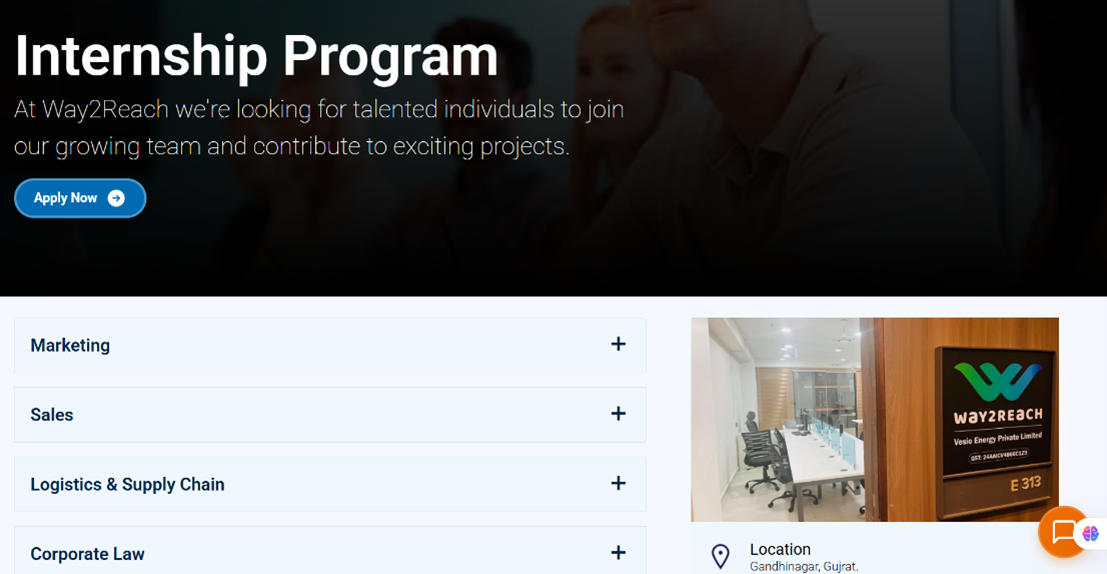 Internship Program
At Way2Reach we're looking for talented individuals to join
our growing team and contribute to exciting projects.
Apply Now
Marketing
Sales
Logistics & Supply Chain
Corporate Law
WAY2REACH
Vesio Energy Private Limited
E 313
Location
Gandhinagar, Gujrat.